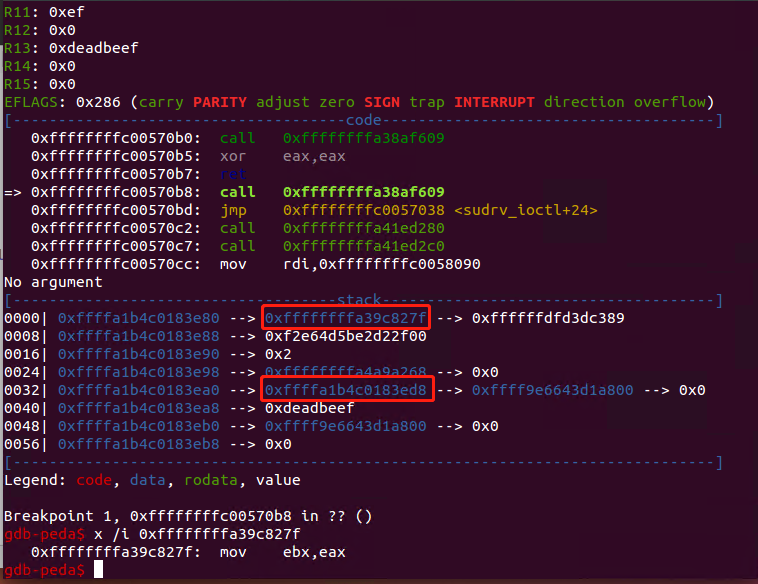 R11: 0xef
R12: 0x0
R13: 0xdeadbeef
R14: 0x0
R15: 0x0
EFLAGS: 0x286 (carry PARITY adjust zero SIGN trap INTERRUPT direction overflow)
[-------------------------------------code-------------------------------------]
   0xffffffffc00570b0:  call   0xffffffffa38af609
   0xffffffffc00570b5:  xor    eax,eax
   0xffffffffc00570b7:  ret
=> 0xffffffffc00570b8:  call   0xffffffffa38af609
   0xffffffffc00570bd:  jmp    0xffffffffc0057038 <sudrv_ioctl+24>
   0xffffffffc00570c2:  call   0xffffffffa41ed280
   0xffffffffc00570c7:  call   0xffffffffa41ed2c0
   0xffffffffc00570cc:  mov    rdi,0xffffffffc0058090
No argument
[------------------------------------stack-------------------------------------]
0000| 0xffffa1b4c0183e80 --> 0xffffffffa39c827f --> 0xffffffdfd3dc389
0008| 0xffffa1b4c0183e88 --> 0xf2e64d5be2d22f00
0016| 0xffffa1b4c0183e90 --> 0x2
0024| 0xffffa1b4c0183e98 --> 0xffffffffa4a9a268 --> 0x0
0032| 0xffffa1b4c0183ea0 --> 0xffffa1b4c0183ed8 --> 0xffff9e6643d1a800 --> 0x0
0040| 0xffffa1b4c0183ea8 --> 0xdeadbeef
0048| 0xffffa1b4c0183eb0 --> 0xffff9e6643d1a800 --> 0x0
0056| 0xffffa1b4c0183eb8 --> 0x0
[------------------------------------------------------------------------------]
Legend: code, data, rodata, value

Breakpoint 1, 0xffffffffc00570b8 in ?? ()
gdb-peda$ x /i 0xffffffffa39c827f
   0xffffffffa39c827f:  mov    ebx,eax
gdb-peda$